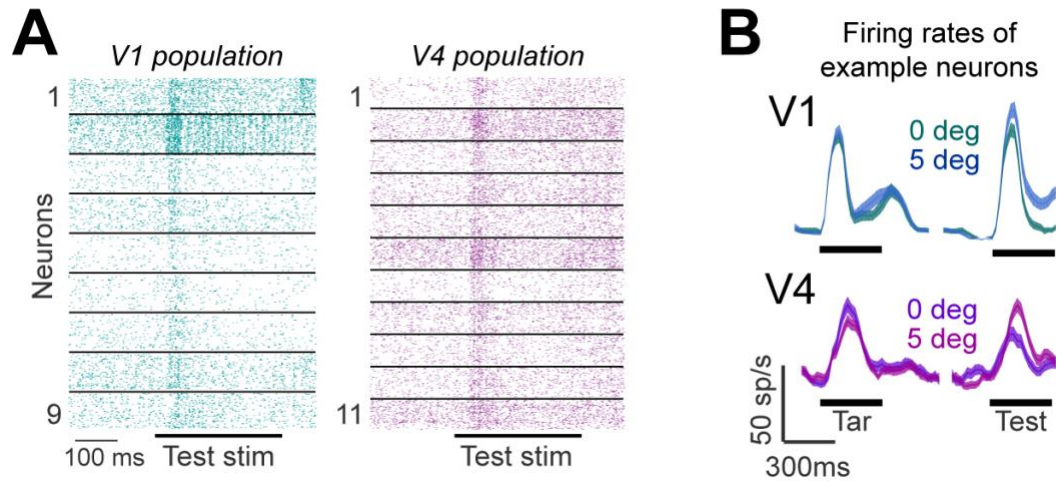 A
V1 population
V4 population
1
9
Neurons
100 ms
Test stim
1
11
Test stim
B
Firing rates of
example neurons
V1
0 deg
5 deg
V4
0 deg
5 deg
50 sp/s
300ms
Tar
Test